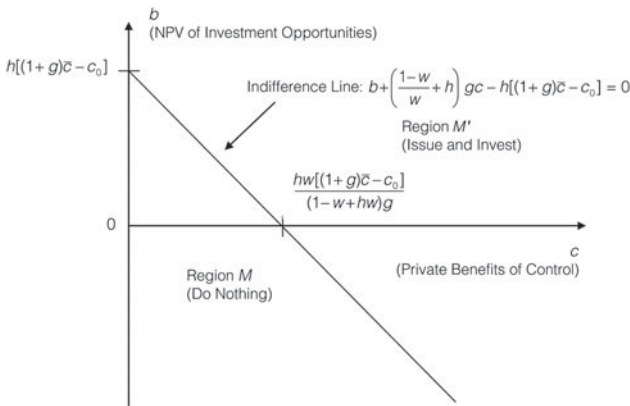 b
(NPV of Investment Opportunities)
h[(1+g)c̄ – c₀]
Indifference Line: b+((1–w)/w + h) gc – h[(1+g)c̄ – c₀] = 0
Region M'
(Issue and Invest)
hw[(1+g)c̄ – c₀]
(1–w+hw)g
0
c
(Private Benefits of Control)
Region M
(Do Nothing)